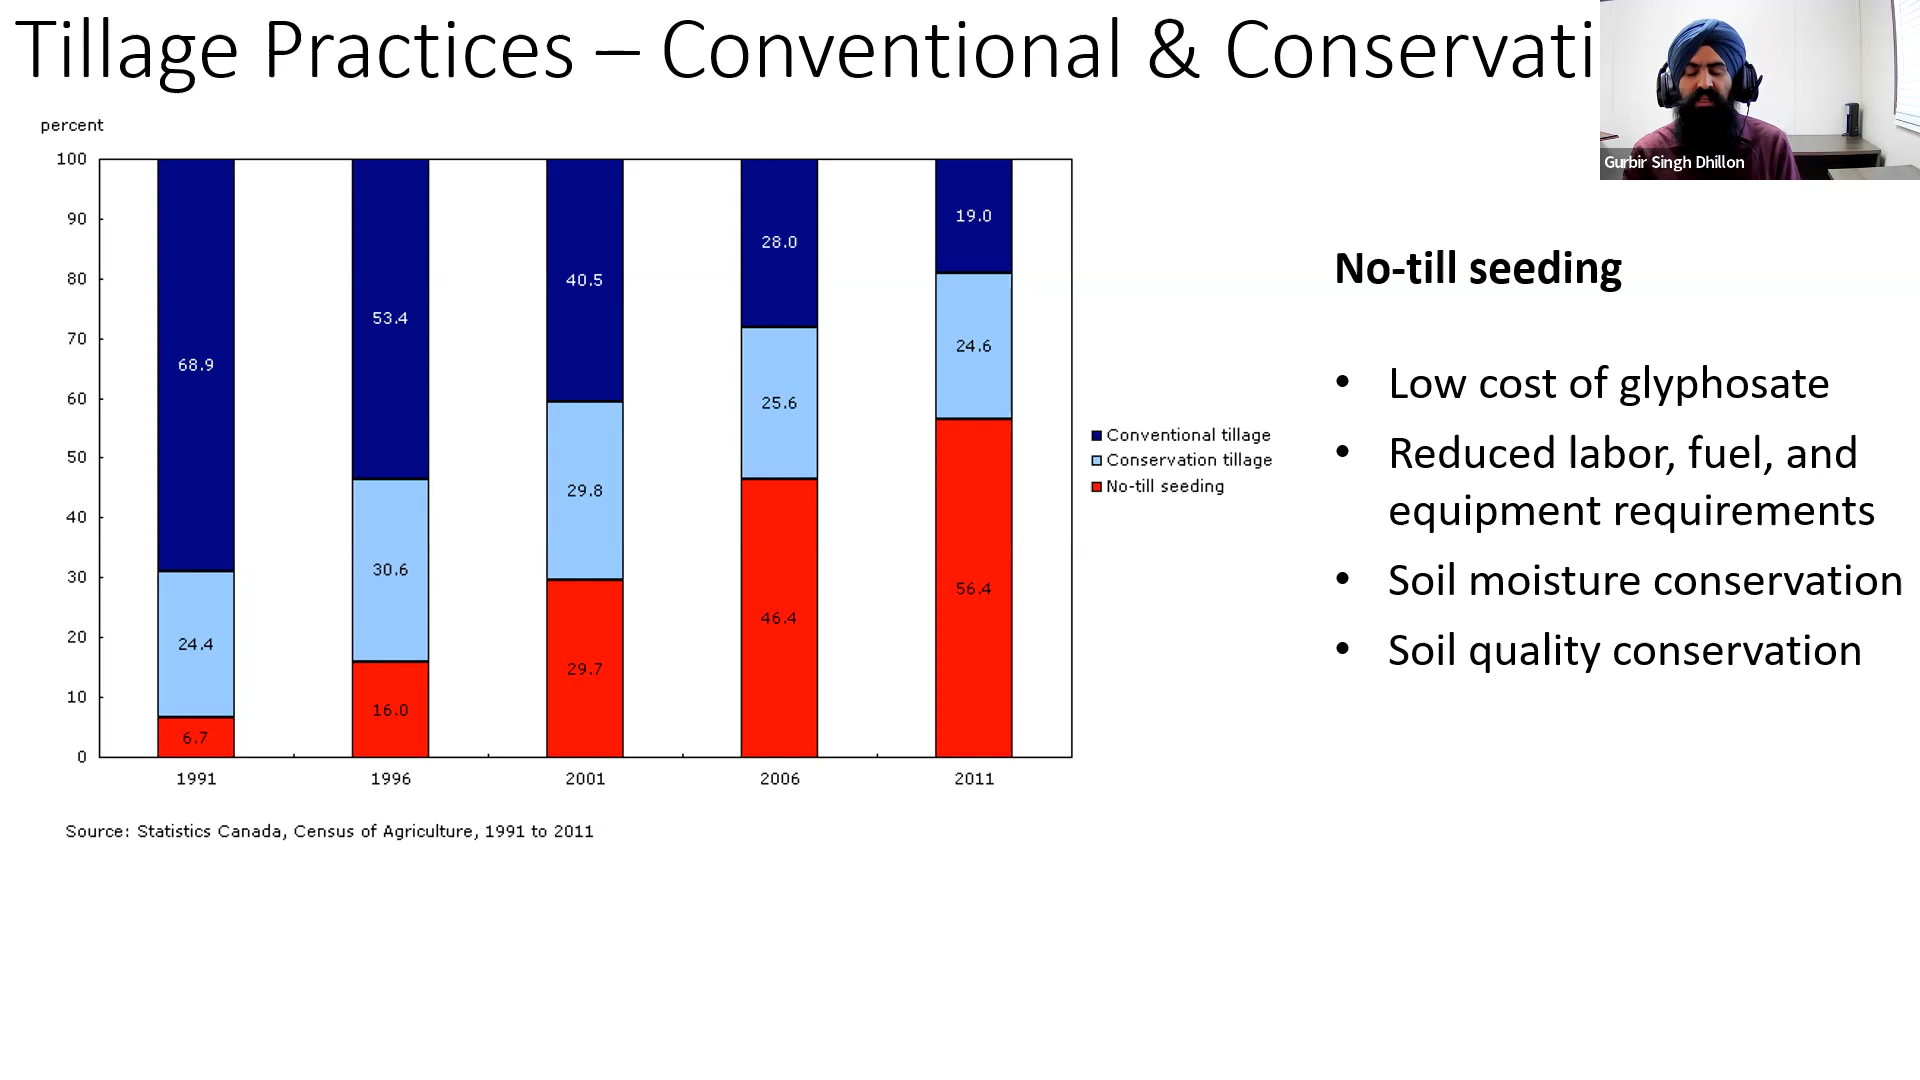 Tillage Practices – Conventional & Conservati
Gurbir Singh Dhillon
percent
100
90
80
70
60
50
40
30
20
10
0
68.9
24.4
6.7
53.4
30.6
16.0
40.5
29.8
29.7
28.0
25.6
46.4
19.0
24.6
56.4
1991
1996
2001
2006
2011
Conventional tillage
Conservation tillage
No-till seeding
Source: Statistics Canada, Census of Agriculture, 1991 to 2011
No-till seeding
• Low cost of glyphosate
• Reduced labor, fuel, and
equipment requirements
• Soil moisture conservation
• Soil quality conservation